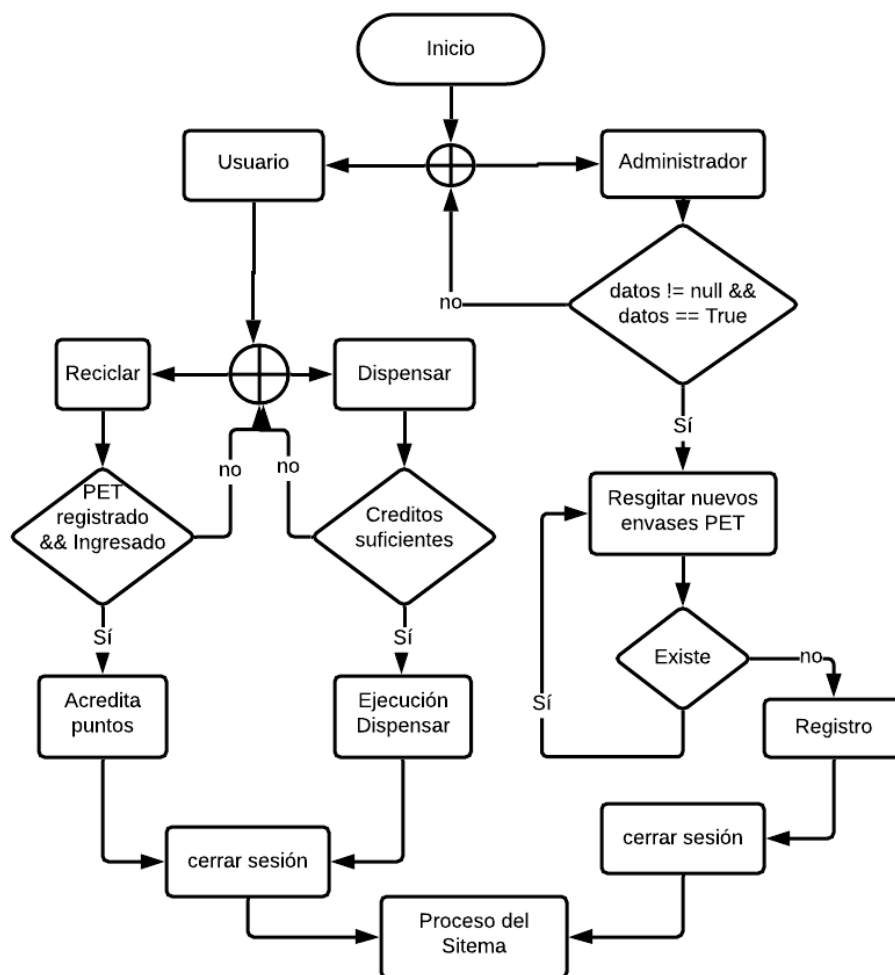 Inicio
Usuario
Administrador
datos != null &&
datos == True
no
Reciclar
Dispensar
Sí
no
no
PET
registrado
&& Ingresado
Creditos
suficientes
Resgitar nuevos
envases PET
Sí
Sí
Existe
no
Sí
Acredita
puntos
Ejecución
Dispensar
Registro
cerrar sesión
cerrar sesión
Proceso del
Sitema